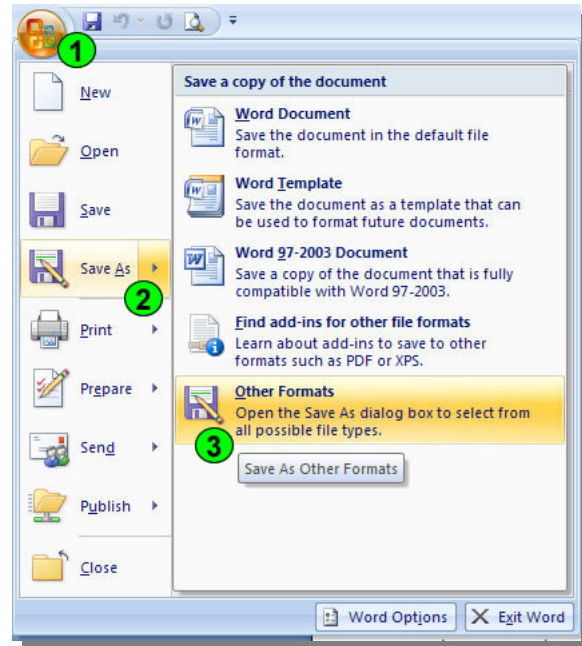 1
New
Open
Save
Save As
2
Print
Prepare
Send
Publish
Close
Save a copy of the document
Word Document
Save the document in the default file
format.
Word Template
Save the document as a template that can
be used to format future documents.
Word 97-2003 Document
Save a copy of the document that is fully
compatible with Word 97-2003.
Find add-ins for other file formats
Learn about add-ins to save to other
formats such as PDF or XPS.
Other Formats
Open the Save As dialog box to select from
all possible file types.
3
Save As Other Formats
Word Options
Exit Word